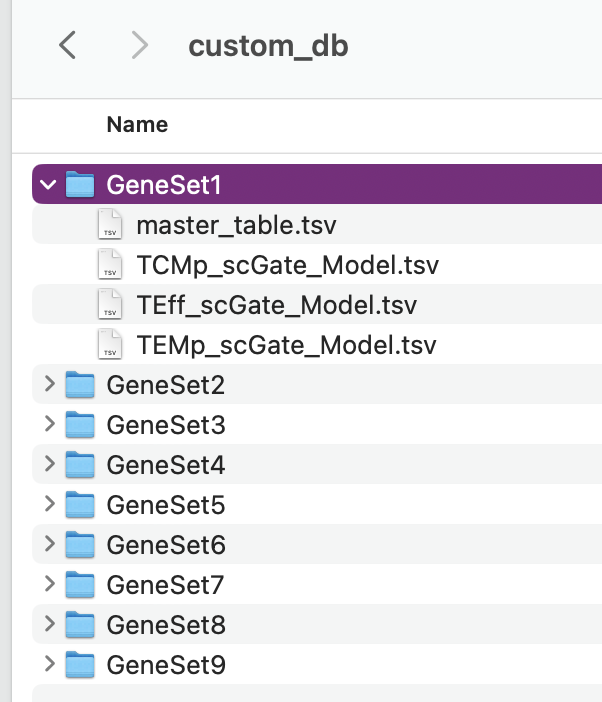 custom_db
Name
GeneSet1
TSV master_table.tsv
TSV TCMp_scGate_Model.tsv
TSV TEff_scGate_Model.tsv
TSV TEMp_scGate_Model.tsv
GeneSet2
GeneSet3
GeneSet4
GeneSet5
GeneSet6
GeneSet7
GeneSet8
GeneSet9